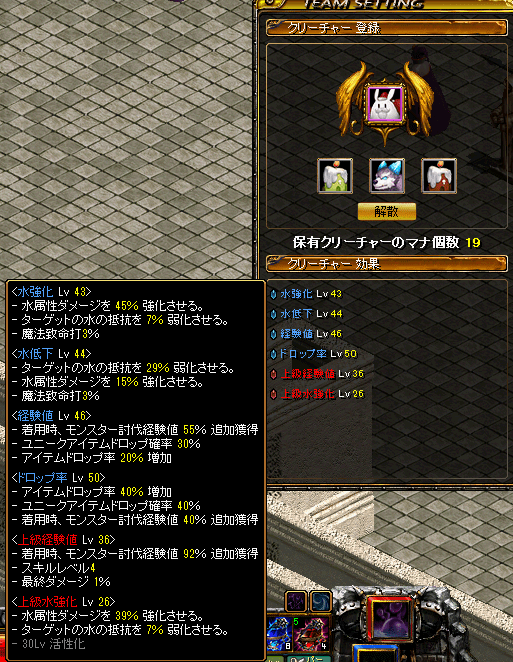 TEAM SETTING
クリーチャー 登録
解散
保有クリーチャーのマナ個数 19
クリーチャー 効果
水強化 Lv 43
水低下 Lv 44
経験値 Lv 46
ドロップ率 Lv 50
上級経験値 Lv 36
上級水強化 Lv 26
<水強化 Lv 43>
- 水属性ダメージを 45% 強化させる。
- ターゲットの水の抵抗を 7% 弱化させる。
- 魔法致命打3%
<水低下 Lv 44>
- ターゲットの水の抵抗を 29% 弱化させる。
- 水属性ダメージを 15% 強化させる。
- 魔法致命打3%
<経験値 Lv 46>
- 着用時、モンスター討伐経験値 55% 追加獲得
- ユニークアイテムドロップ確率 30%
- アイテムドロップ率 20% 増加
<ドロップ率 Lv 50>
- アイテムドロップ率 40% 増加
- ユニークアイテムドロップ確率 40%
- 着用時、モンスター討伐経験値 40% 追加獲得
<上級経験値 Lv 36>
- 着用時、モンスター討伐経験値 92% 追加獲得
- スキルレベル4
- 最終ダメージ 1%
<上級水強化 Lv 26>
- 水属性ダメージを 39% 強化させる。
- ターゲットの水の抵抗を 7% 弱化させる。
- 30Lv 活性化
5
8
4